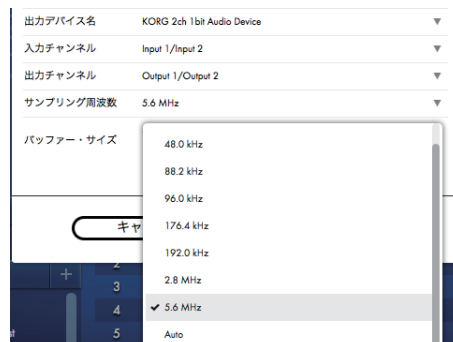 出力デバイス名 KORG 2ch 1bit Audio Device
入力チャンネル Input 1/Input 2
出力チャンネル Output 1/Output 2
サンプリング周波数 5.6 MHz
バッファー・サイズ
48.0 kHz
88.2 kHz
96.0 kHz
176.4 kHz
キャ
192.0 kHz
2.8 MHz
3
5.6 MHz
4
Auto
5